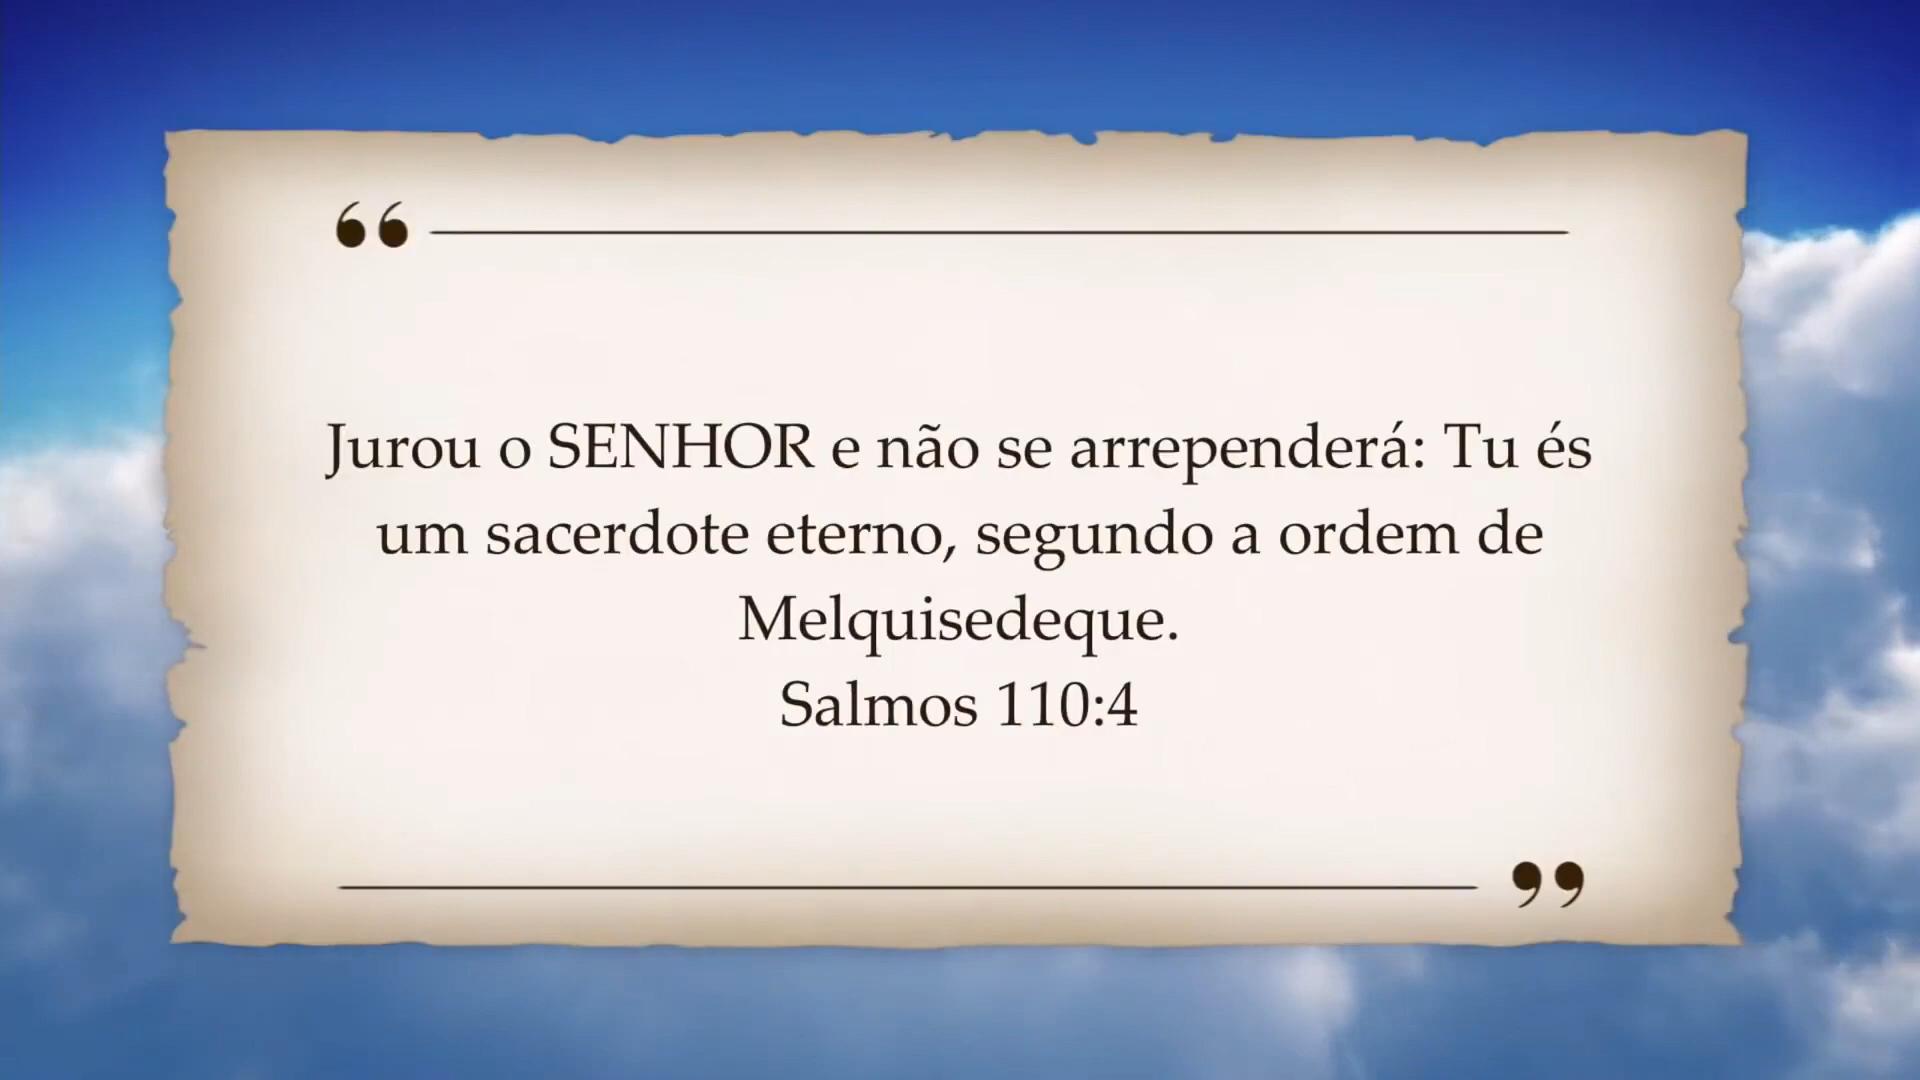 “
Jurou o SENHOR e não se arrependerá: Tu és
um sacerdote eterno, segundo a ordem de
Melquisedeque.
Salmos 110:4
”